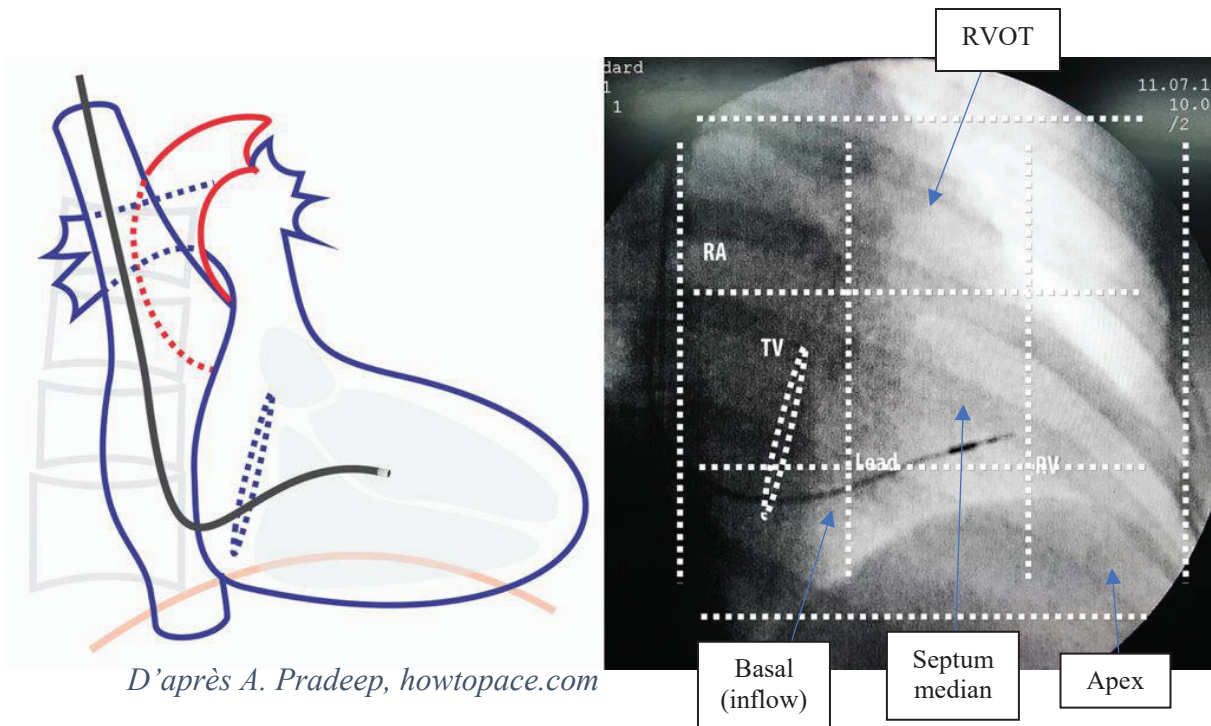 RVOT
dard
1
1
11.07.1
10.0
/2
RA
TV
Lead
RV
D'après A. Pradeep, howtopace.com
Basal
(inflow)
Septum
median
Apex